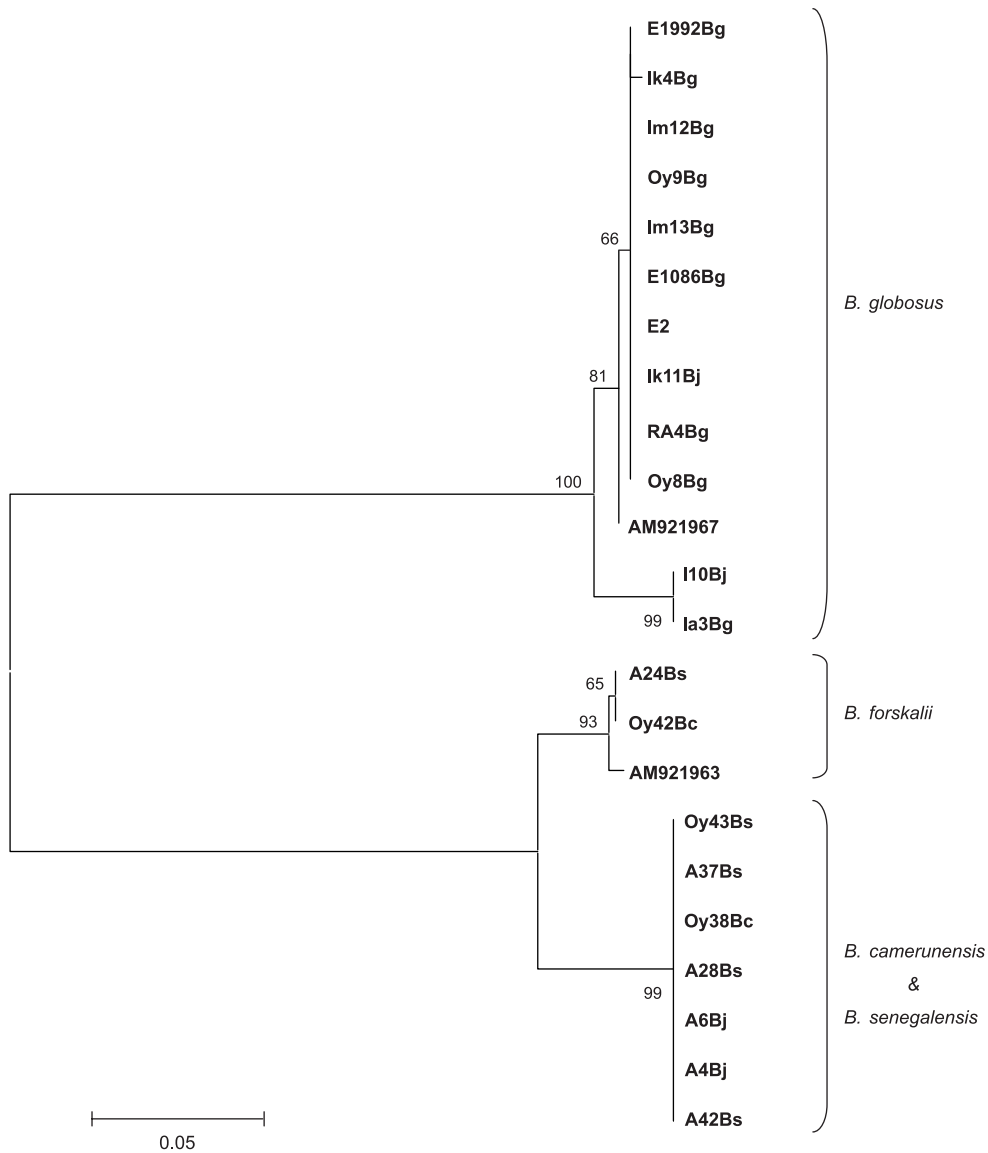 E1992Bg
Ik4Bg
Im12Bg
Oy9Bg
Im13Bg
66
E1086Bg
B. globosus
E2
Ik11Bj
81
RA4Bg
Oy8Bg
100
AM921967
I10Bj
Ia3Bg
99
A24Bs
65
B. forskalii
Oy42Bc
93
AM921963
Oy43Bs
A37Bs
Oy38Bc
B. camerunensis
&
B. senegalensis
A28Bs
99
A6Bj
A4Bj
A42Bs
0.05